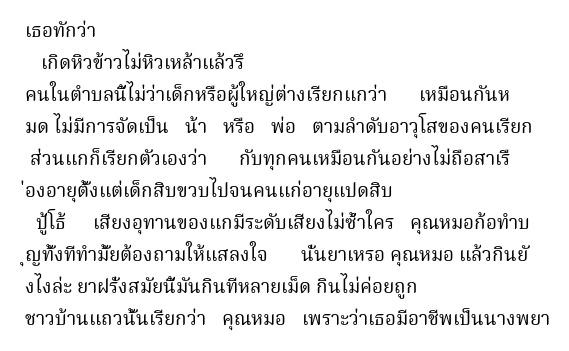 เธอทักว่า
เกิดหิวข้าวไม่หิวเหล้าแล้วรึ
คนในตำบลนี้ไม่ว่าเด็กหรือผู้ใหญ่ต่างเรียกแกว่า เหมือนกันห
มด ไม่มีการจัดเป็น น้า หรือ พ่อ ตามลำดับอาวุโสของคนเรียก
ส่วนแกก็เรียกตัวเองว่า กับทุกคนเหมือนกันอย่างไม่ถือสาเรื
่องอายุตั้งแต่เด็กสิบขวบไปจนคนแก่อายุแปดสิบ
ปู้โธ้ เสียงอุทานของแกมีระดับเสียงไม่ซ้ำใคร คุณหมอก้อทำบ
ุญทั้งทีทำมั้ยต้องถามให้แสลงใจ นั้นยาเหรอ คุณหมอ แล้วกินยั
งไงล่ะ ยาฝรั่งสมัยนี้มันกินทีหลายเม็ด กินไม่ค่อยถูก
ชาวบ้านแถวนั้นเรียกว่า คุณหมอ เพราะว่าเธอมีอาชีพเป็นนางพยา